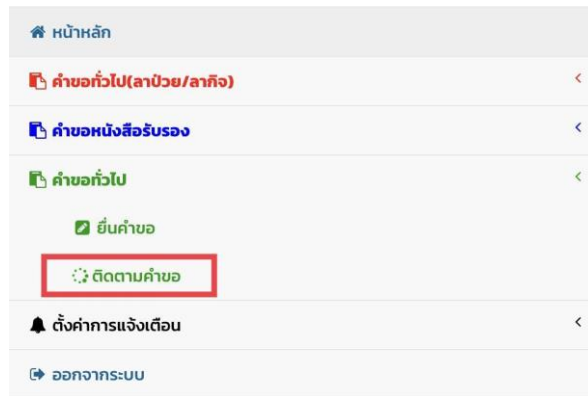 หน้าหลัก
คำขอทั่วไป(ลาป่วย/ลากิจ)
คำขอหนังสือรับรอง
คำขอทั่วไป
ยื่นคำขอ
ติดตามคำขอ
ตั้งค่าการแจ้งเตือน
ออกจากระบบ